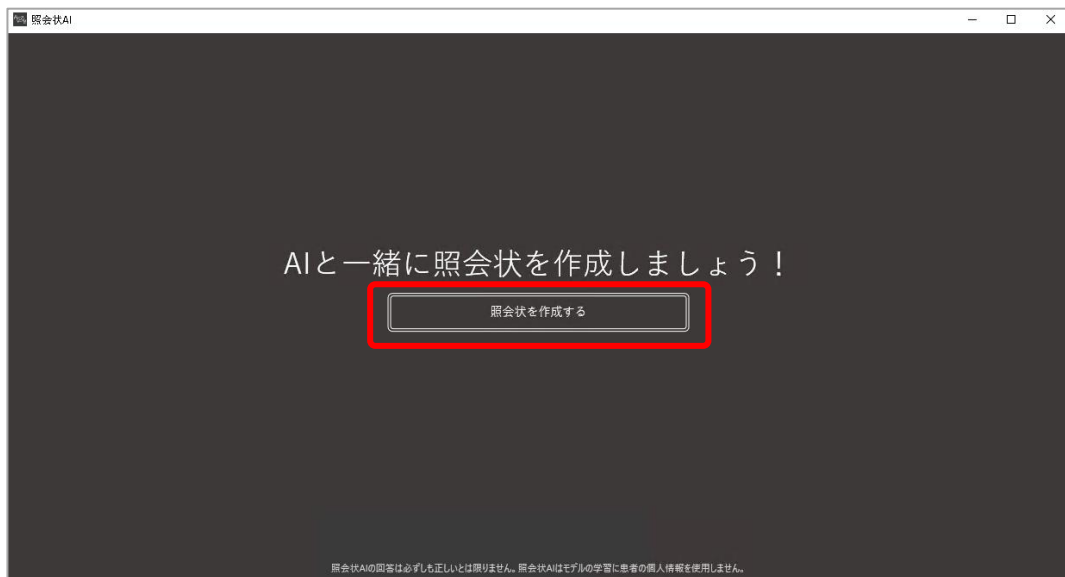 照会状AI
AIと一緒に照会状を作成しましょう！
照会状を作成する
照会状AIの回答は必ずしも正しいとは限りません。照会状AIはモデルの学習に患者の個人情報を使用しません。